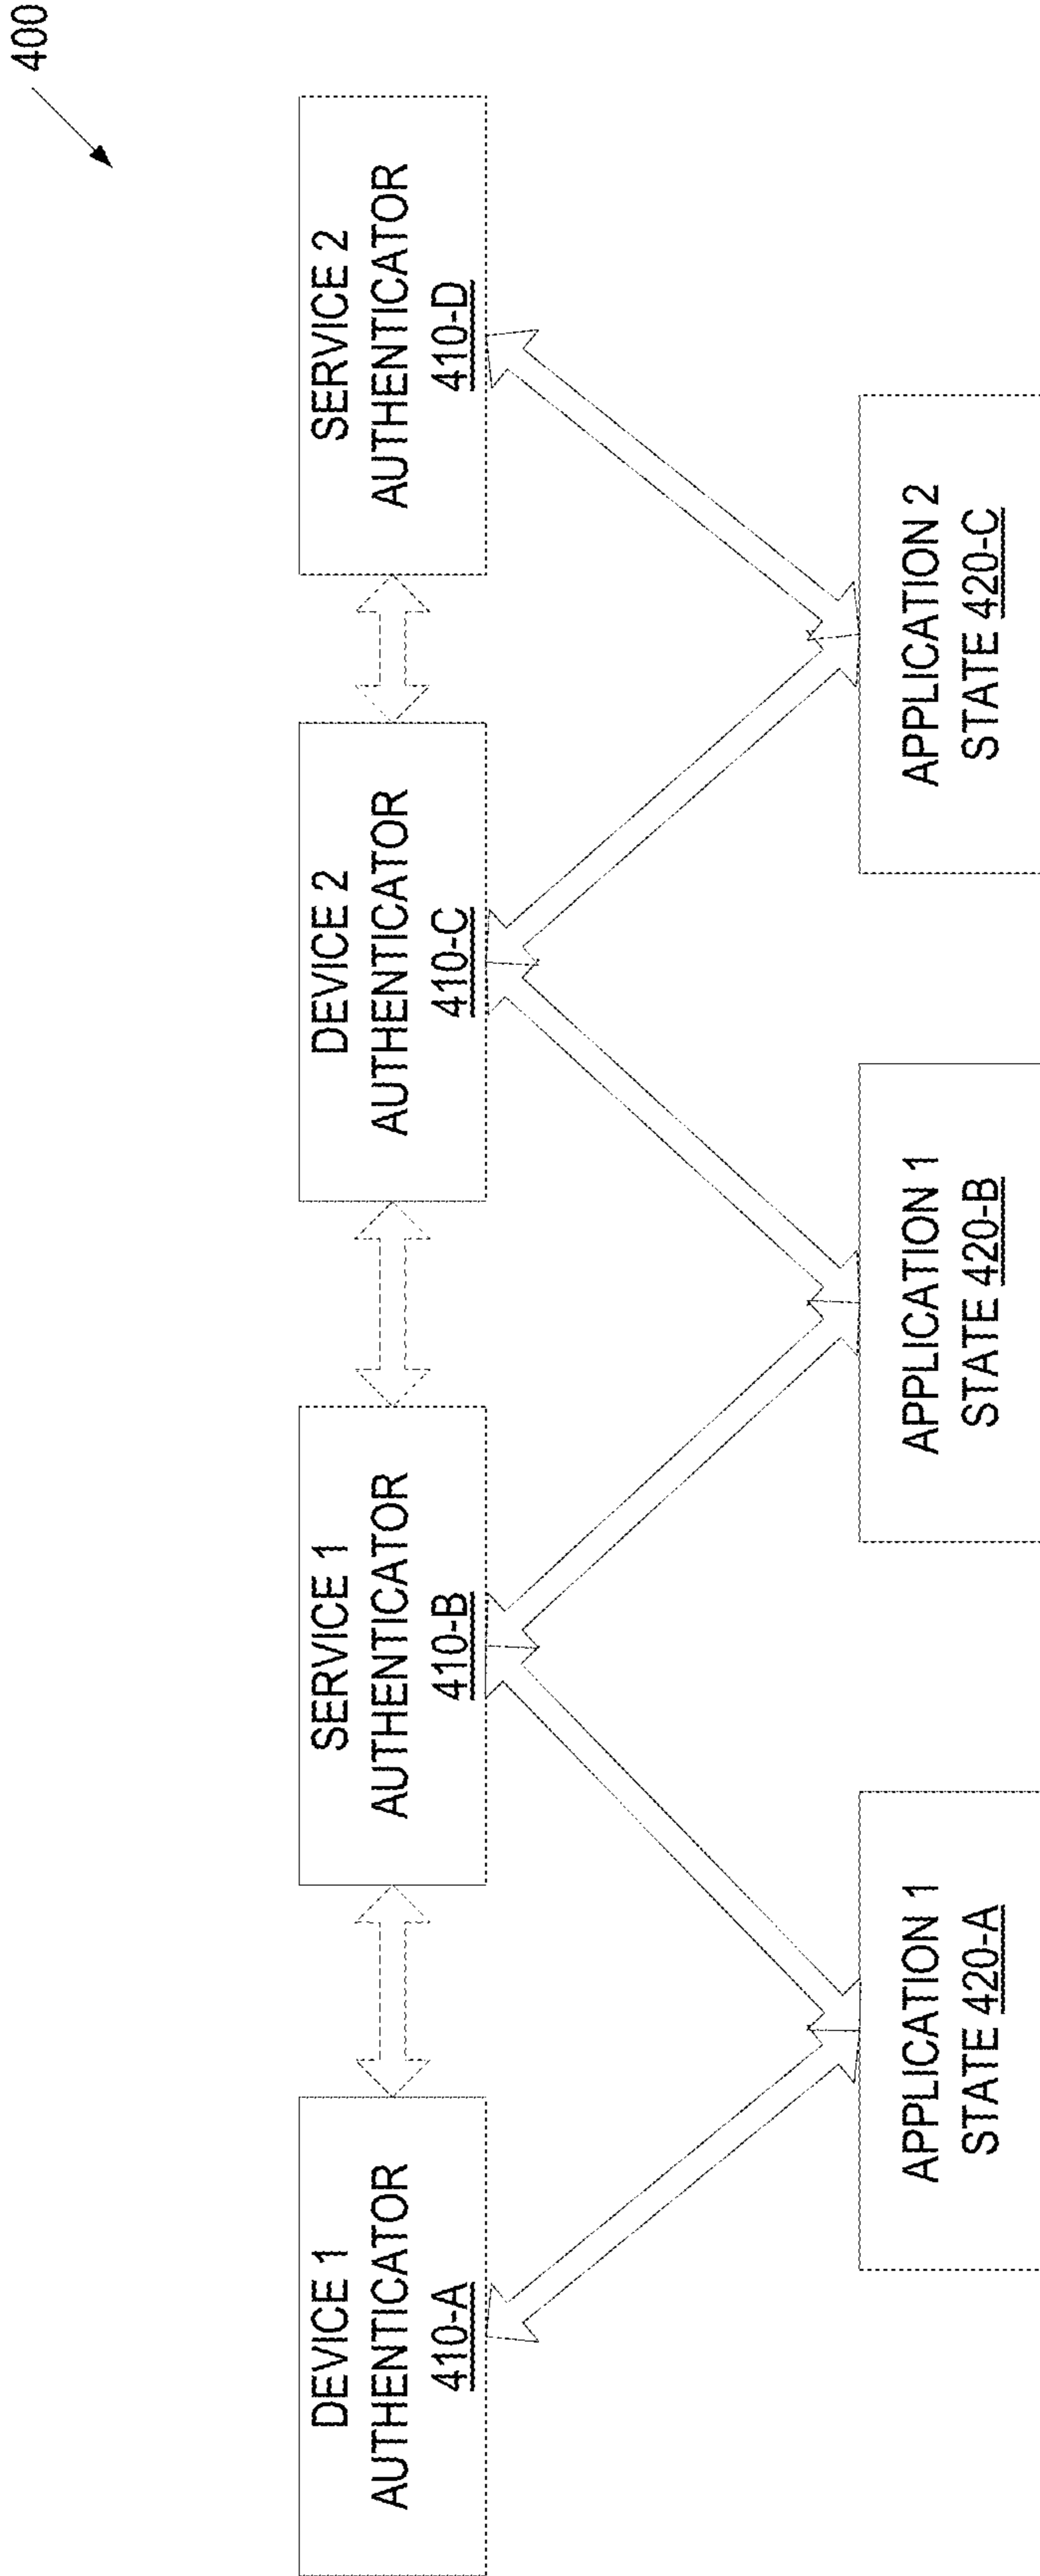 400
DEVICE 1
AUTHENTICATOR
410-A
SERVICE 1
AUTHENTICATOR
410-B
DEVICE 2
AUTHENTICATOR
410-C
SERVICE 2
AUTHENTICATOR
410-D
APPLICATION 1
STATE 420-A
APPLICATION 1
STATE 420-B
APPLICATION 2
STATE 420-C